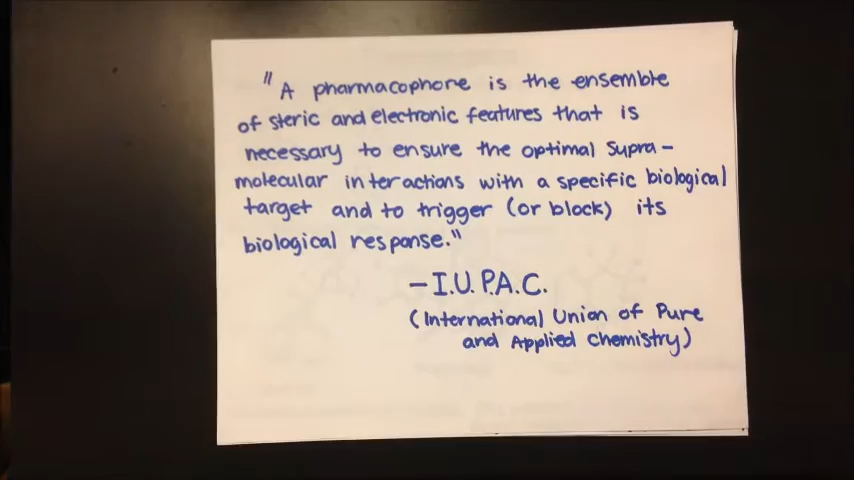 "A pharmacophore is the ensemble
of steric and electronic features that is
necessary to ensure the optimal supra-
molecular interactions with a specific biological
target and to trigger (or block) its
biological response."
- I.U.P.A.C.
(International Union of Pure
and Applied Chemistry)